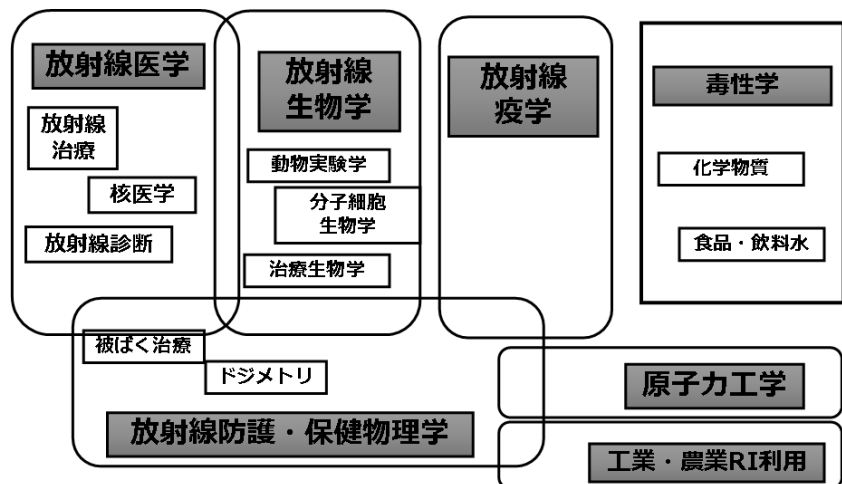 放射線医学
放射線
治療
核医学
放射線診断
放射線
生物学
動物実験学
分子細胞
生物学
治療生物学
放射線
疫学
毒性学
化学物質
食品・飲料水
被ばく治療
ドジメトリ
放射線防護・保健物理学
原子力工学
工業・農業RI利用